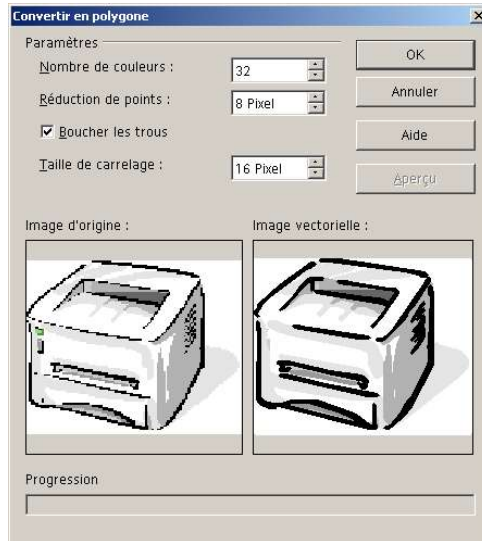 Convertir en polygone
Paramètres
Nombre de couleurs : 32
Réduction de points : 8 Pixel
Boucher les trous
Taille de carrelage : 16 Pixel
OK
Annuler
Aide
Aperçu
Image d'origine :
Image vectorielle :
Progression